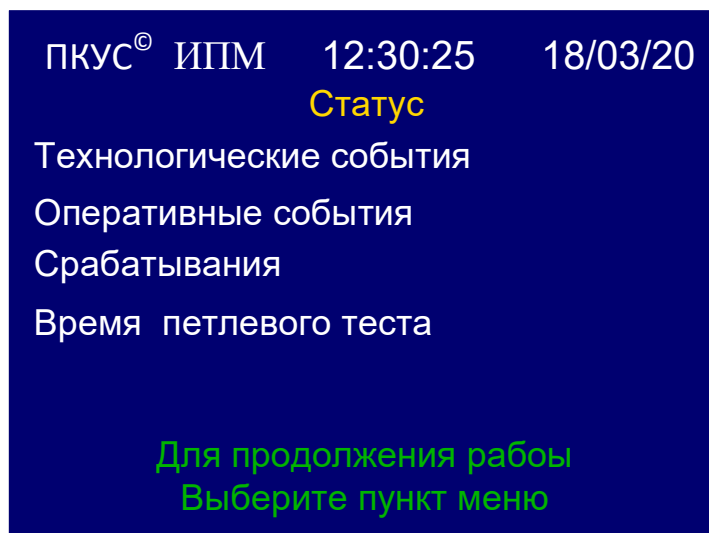 ПКУС© ИПМ 12:30:25 18/03/20
Статус
Технологические события
Оперативные события
Срабатывания
Время петлевого теста
Для продолжения рабоы
Выберите пункт меню